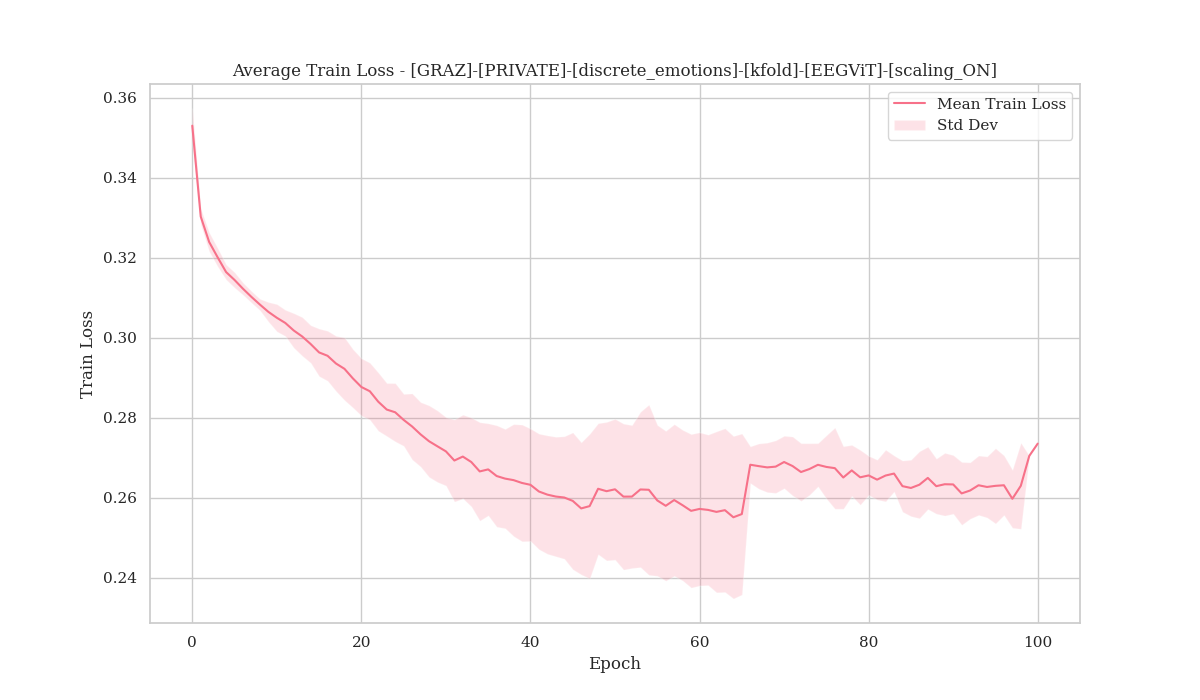 Average Train Loss - [GRAZ]-[PRIVATE]-[discrete_emotions]-[kfold]-[EEGViT]-[scaling_ON]
Mean Train Loss
Std Dev
0.36
0.34
0.32
0.30
0.28
0.26
0.24
Train Loss
0 20 40 60 80 100
Epoch